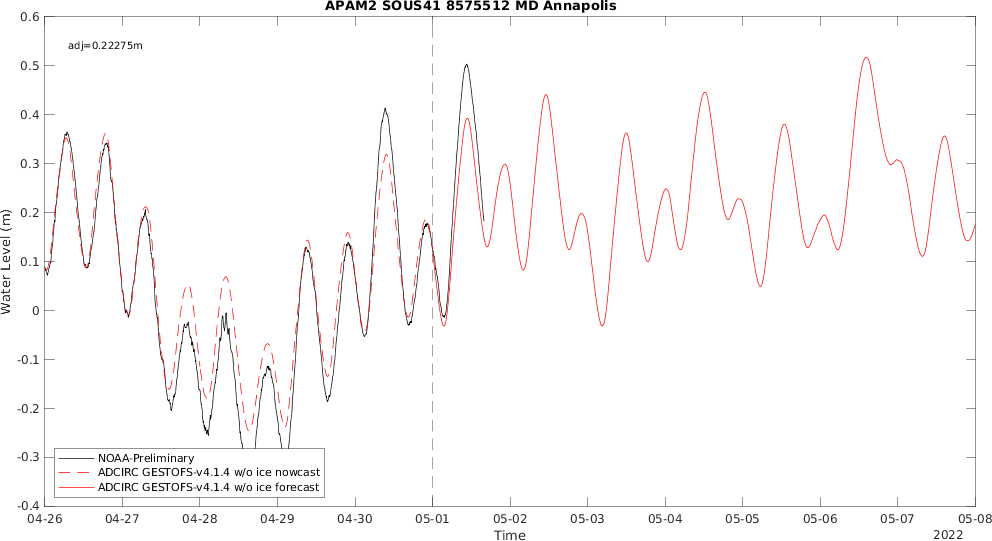 APAM2 SOUS41 8575512 MD Annapolis
adj=0.22275m
0.6
0.5
0.4
0.3
0.2
0.1
0
-0.1
-0.2
-0.3
-0.4
Water Level (m)
NOAA-Preliminary
ADCIRC GESTOFS-v4.1.4 w/o ice nowcast
ADCIRC GESTOFS-v4.1.4 w/o ice forecast
04-26 04-27 04-28 04-29 04-30 05-01 05-02 05-03 05-04 05-05 05-06 05-07 05-08
Time
2022